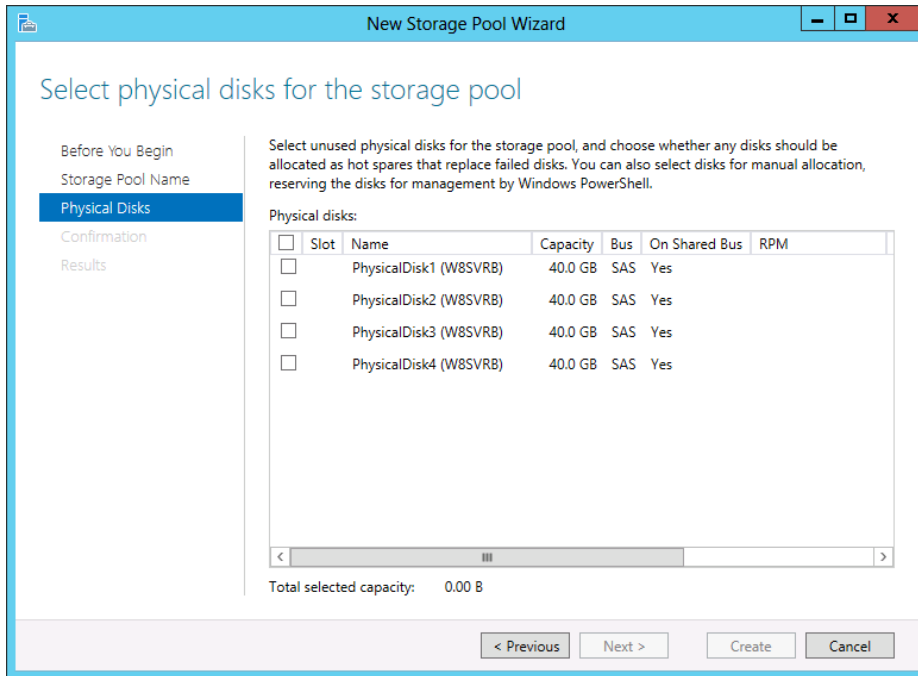 New Storage Pool Wizard
Select physical disks for the storage pool
Before You Begin
Storage Pool Name
Physical Disks
Confirmation
Results
Select unused physical disks for the storage pool, and choose whether any disks should be
allocated as hot spares that replace failed disks. You can also select disks for manual allocation,
reserving the disks for management by Windows PowerShell.
Physical disks:
Slot Name Capacity Bus On Shared Bus RPM
PhysicalDisk1 (W8SVRB) 40.0 GB SAS Yes
PhysicalDisk2 (W8SVRB) 40.0 GB SAS Yes
PhysicalDisk3 (W8SVRB) 40.0 GB SAS Yes
PhysicalDisk4 (W8SVRB) 40.0 GB SAS Yes
Total selected capacity: 0.00 B
< Previous Next > Create Cancel